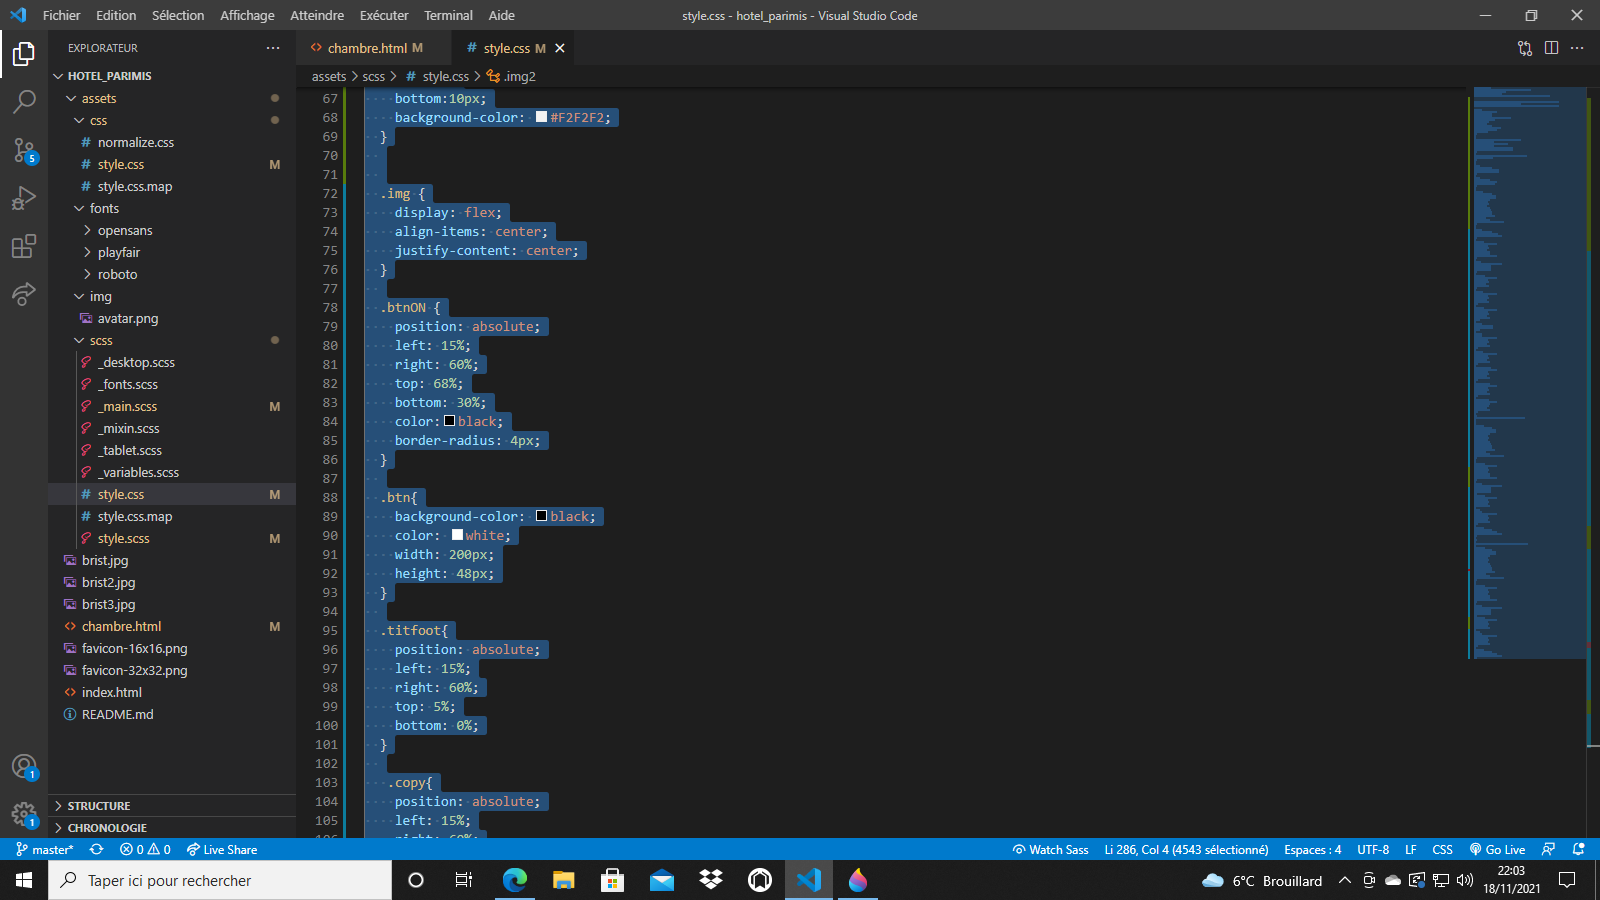 Fichier Edition Sélection Affichage Atteindre Exécuter Terminal Aide
style.css - hotel_parimis - Visual Studio Code
EXPLORATEUR
HOTEL_PARIMIS
assets
css
normalize.css
style.css M
style.css.map
fonts
opensans
playfair
roboto
img
avatar.png
scss
_desktop.scss
_fonts.scss
_main.scss M
_mixin.scss
_tablet.scss
_variables.scss
style.css M
style.css.map
style.scss M
brist.jpg
brist2.jpg
brist3.jpg
chambre.html M
favicon-16x16.png
favicon-32x32.png
index.html
README.md
STRUCTURE
CHRONOLOGIE
5
1
1
chambre.html M
style.css M
assets > scss > # style.css > .img2
67 bottom:10px;
68 background-color: #F2F2F2;
69 }
70
71
72 .img {
73 display: flex;
74 align-items: center;
75 justify-content: center;
76 }
77
78 .btnON {
79 position: absolute;
80 left: 15%;
81 right: 60%;
82 top: 68%;
83 bottom: 30%;
84 color: black;
85 border-radius: 4px;
86 }
87
88 .btn{
89 background-color: black;
90 color: white;
91 width: 200px;
92 height: 48px;
93 }
94
95 .titfoot{
96 position: absolute;
97 left: 15%;
98 right: 60%;
99 top: 5%;
100 bottom: 0%;
101 }
102
103 .copy{
104 position: absolute;
105 left: 15%;
106 right: 60%;
master* 0 0 Live Share
Watch Sass Li 286, Col 4 (4543 sélectionné) Espaces : 4 UTF-8 LF CSS Go Live
Taper ici pour rechercher
6°C Brouillard
22:03
18/11/2021